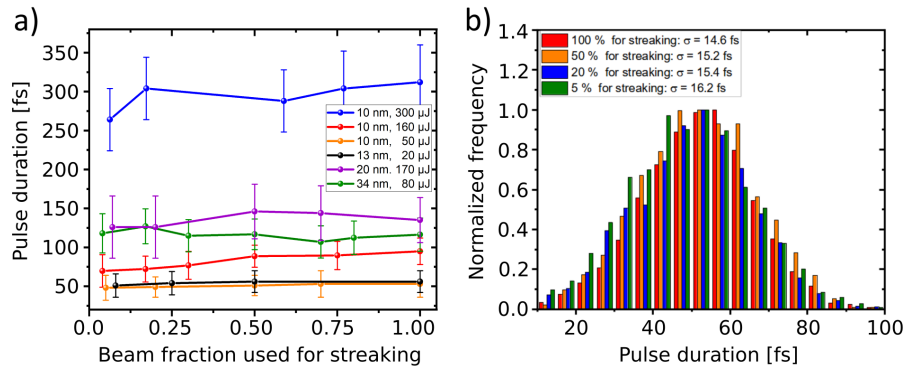 a)
Pulse duration [fs]
350
300
250
200
150
100
50
10 nm, 300 µJ
10 nm, 160 µJ
10 nm, 50 µJ
13 nm, 20 µJ
20 nm, 170 µJ
34 nm, 80 µJ
0.0
0.25
0.50
0.75
1.00
Beam fraction used for streaking
b)
Normalized frequency
1.4
1.2
1.0
0.8
0.6
0.4
0.2
0.0
100 % for streaking: σ = 14.6 fs
50 % for streaking: σ = 15.2 fs
20 % for streaking: σ = 15.4 fs
5 % for streaking: σ = 16.2 fs
20
40
60
80
100
Pulse duration [fs]